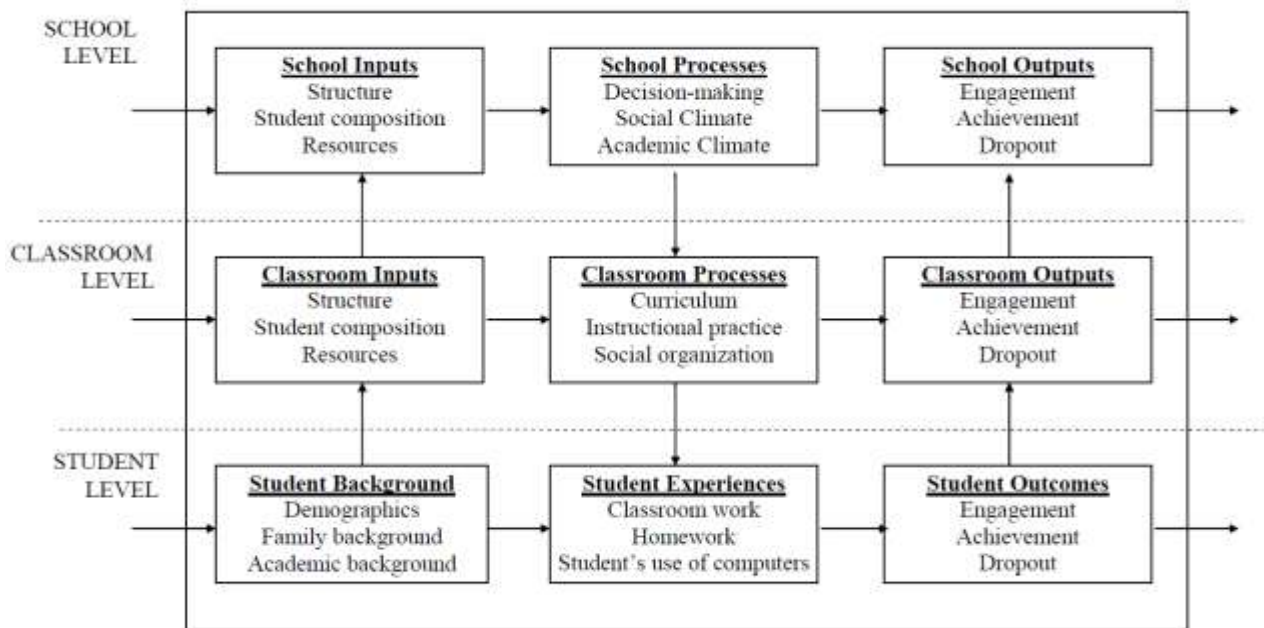 SCHOOL
LEVEL
School Inputs
Structure
Student composition
Resources
School Processes
Decision-making
Social Climate
Academic Climate
School Outputs
Engagement
Achievement
Dropout
CLASSROOM
LEVEL
Classroom Inputs
Structure
Student composition
Resources
Classroom Processes
Curriculum
Instructional practice
Social organization
Classroom Outputs
Engagement
Achievement
Dropout
STUDENT
LEVEL
Student Background
Demographics
Family background
Academic background
Student Experiences
Classroom work
Homework
Student’s use of computers
Student Outcomes
Engagement
Achievement
Dropout